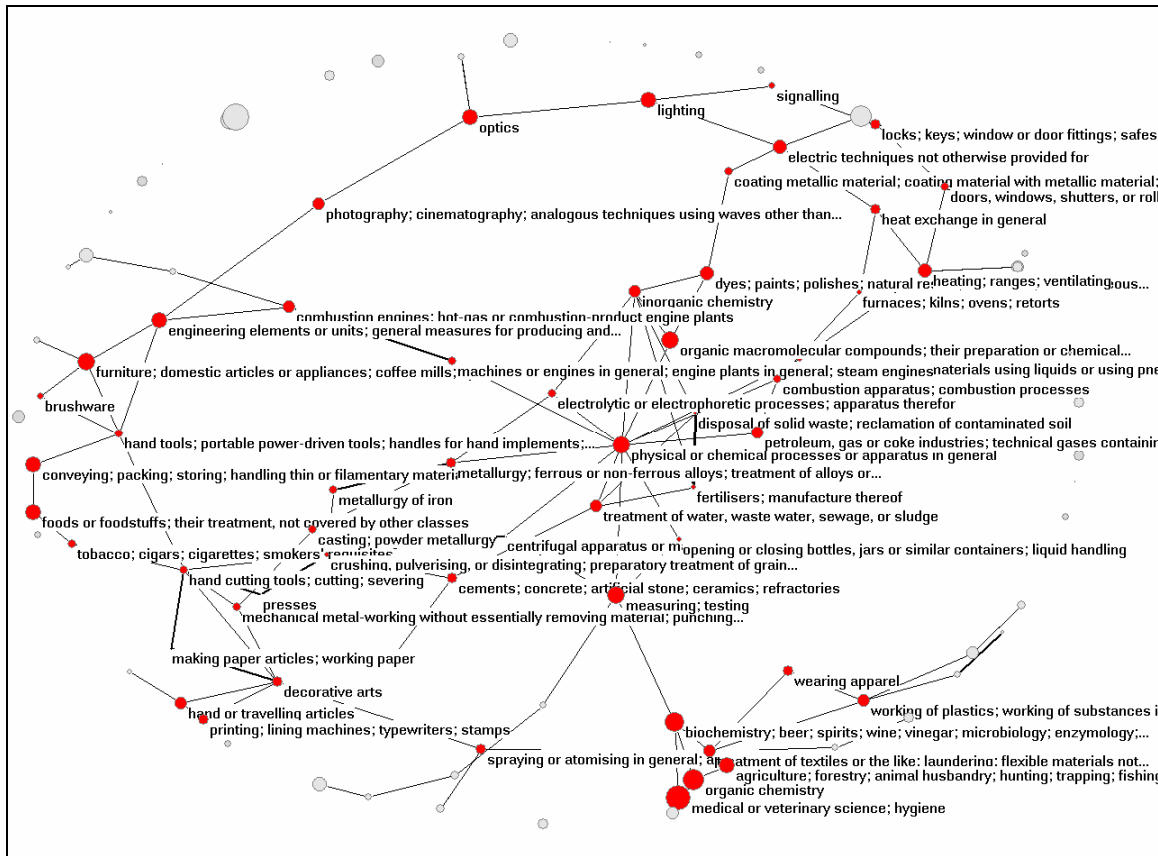 signalling
lighting
optics
locks; keys; window or door fittings; safes
electric techniques not otherwise provided for
coating metallic material; coating material with metallic material;
doors, windows, shutters, or roll
photography; cinematography; analogous techniques using waves other than...
heat exchange in general
dyes; paints; polishes; natural re
heating; ranges; ventilating
ous...
inorganic chemistry
furnaces; kilns; ovens; retorts
combustion engines; hot-gas or combustion-product engine plants
engineering elements or units; general measures for producing and...
organic macromolecular compounds; their preparation or chemical...
furniture; domestic articles or appliances; coffee mills;
machines or engines in general; engine plants in general; steam engines
materials using liquids or using pne
combustion apparatus; combustion processes
brushware
electrolytic or electrophoretic processes; apparatus therefor
disposal of solid waste; reclamation of contaminated soil
hand tools; portable power-driven tools; handles for hand implements;...
petroleum, gas or coke industries; technical gases containin
physical or chemical processes or apparatus in general
conveying; packing; storing; handling thin or filamentary materi
metallurgy; ferrous or non-ferrous alloys; treatment of alloys or...
metallurgy of iron
fertilisers; manufacture thereof
foods or foodstuffs; their treatment, not covered by other classes
treatment of water, waste water, sewage, or sludge
casting; powder metallurgy
centrifugal apparatus or m
opening or closing bottles, jars or similar containers; liquid handling
tobacco; cigars; cigarettes; smokers' requisites
crushing, pulverising, or disintegrating; preparatory treatment of grain...
hand cutting tools; cutting; severing
cements; concrete; artificial stone; ceramics; refractories
presses
measuring; testing
mechanical metal-working without essentially removing material; punching...
making paper articles; working paper
wearing apparel
decorative arts
hand or travelling articles
working of plastics; working of substances i
printing; lining machines; typewriters; stamps
biochemistry; beer; spirits; wine; vinegar; microbiology; enzymology;...
spraying or atomising in general; a
treatment of textiles or the like; laundering; flexible materials not...
agriculture; forestry; animal husbandry; hunting; trapping; fishing
organic chemistry
medical or veterinary science; hygiene